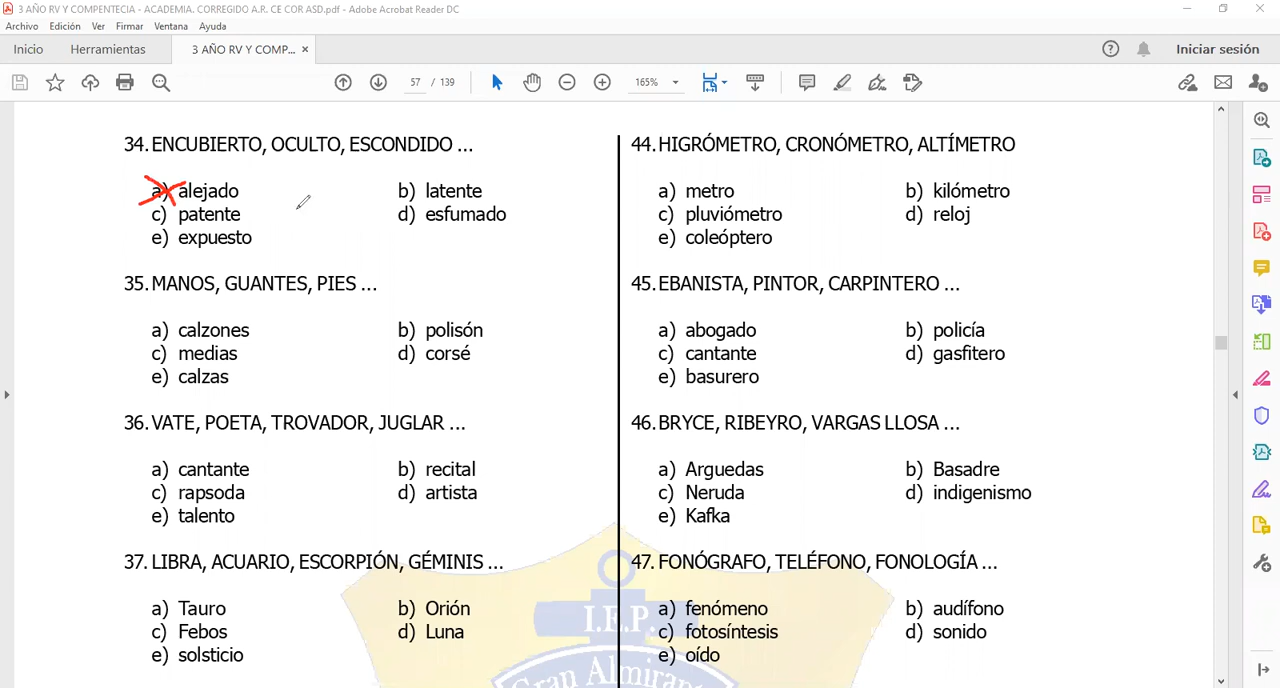 3 AÑO RV Y COMPENTECIA - ACADEMIA. CORREGIDO A.R. CE COR ASD.pdf - Adobe Acrobat Reader DC
Archivo Edición Ver Firmar Ventana Ayuda
Inicio Herramientas 3 AÑO RV Y COMP... × Iniciar sesión
57 / 139 165%
34. ENCUBIERTO, OCULTO, ESCONDIDO ...
a) alejado b) latente
c) patente d) esfumado
e) expuesto
35. MANOS, GUANTES, PIES ...
a) calzones b) polisón
c) medias d) corsé
e) calzas
36. VATE, POETA, TROVADOR, JUGLAR ...
a) cantante b) recital
c) rapsoda d) artista
e) talento
37. LIBRA, ACUARIO, ESCORPIÓN, GÉMINIS ...
a) Tauro b) Orión
c) Febos d) Luna
e) solsticio
44. HIGRÓMETRO, CRONÓMETRO, ALTÍMETRO
a) metro b) kilómetro
c) pluviómetro d) reloj
e) coleóptero
45. EBANISTA, PINTOR, CARPINTERO ...
a) abogado b) policía
c) cantante d) gasfitero
e) basurero
46. BRYCE, RIBEYRO, VARGAS LLOSA ...
a) Arguedas b) Basadre
c) Neruda d) indigenismo
e) Kafka
47. FONÓGRAFO, TELÉFONO, FONOLOGÍA ...
a) fenómeno b) audífono
c) fotosíntesis d) sonido
e) oído
I.E.P.
Gran Almirant